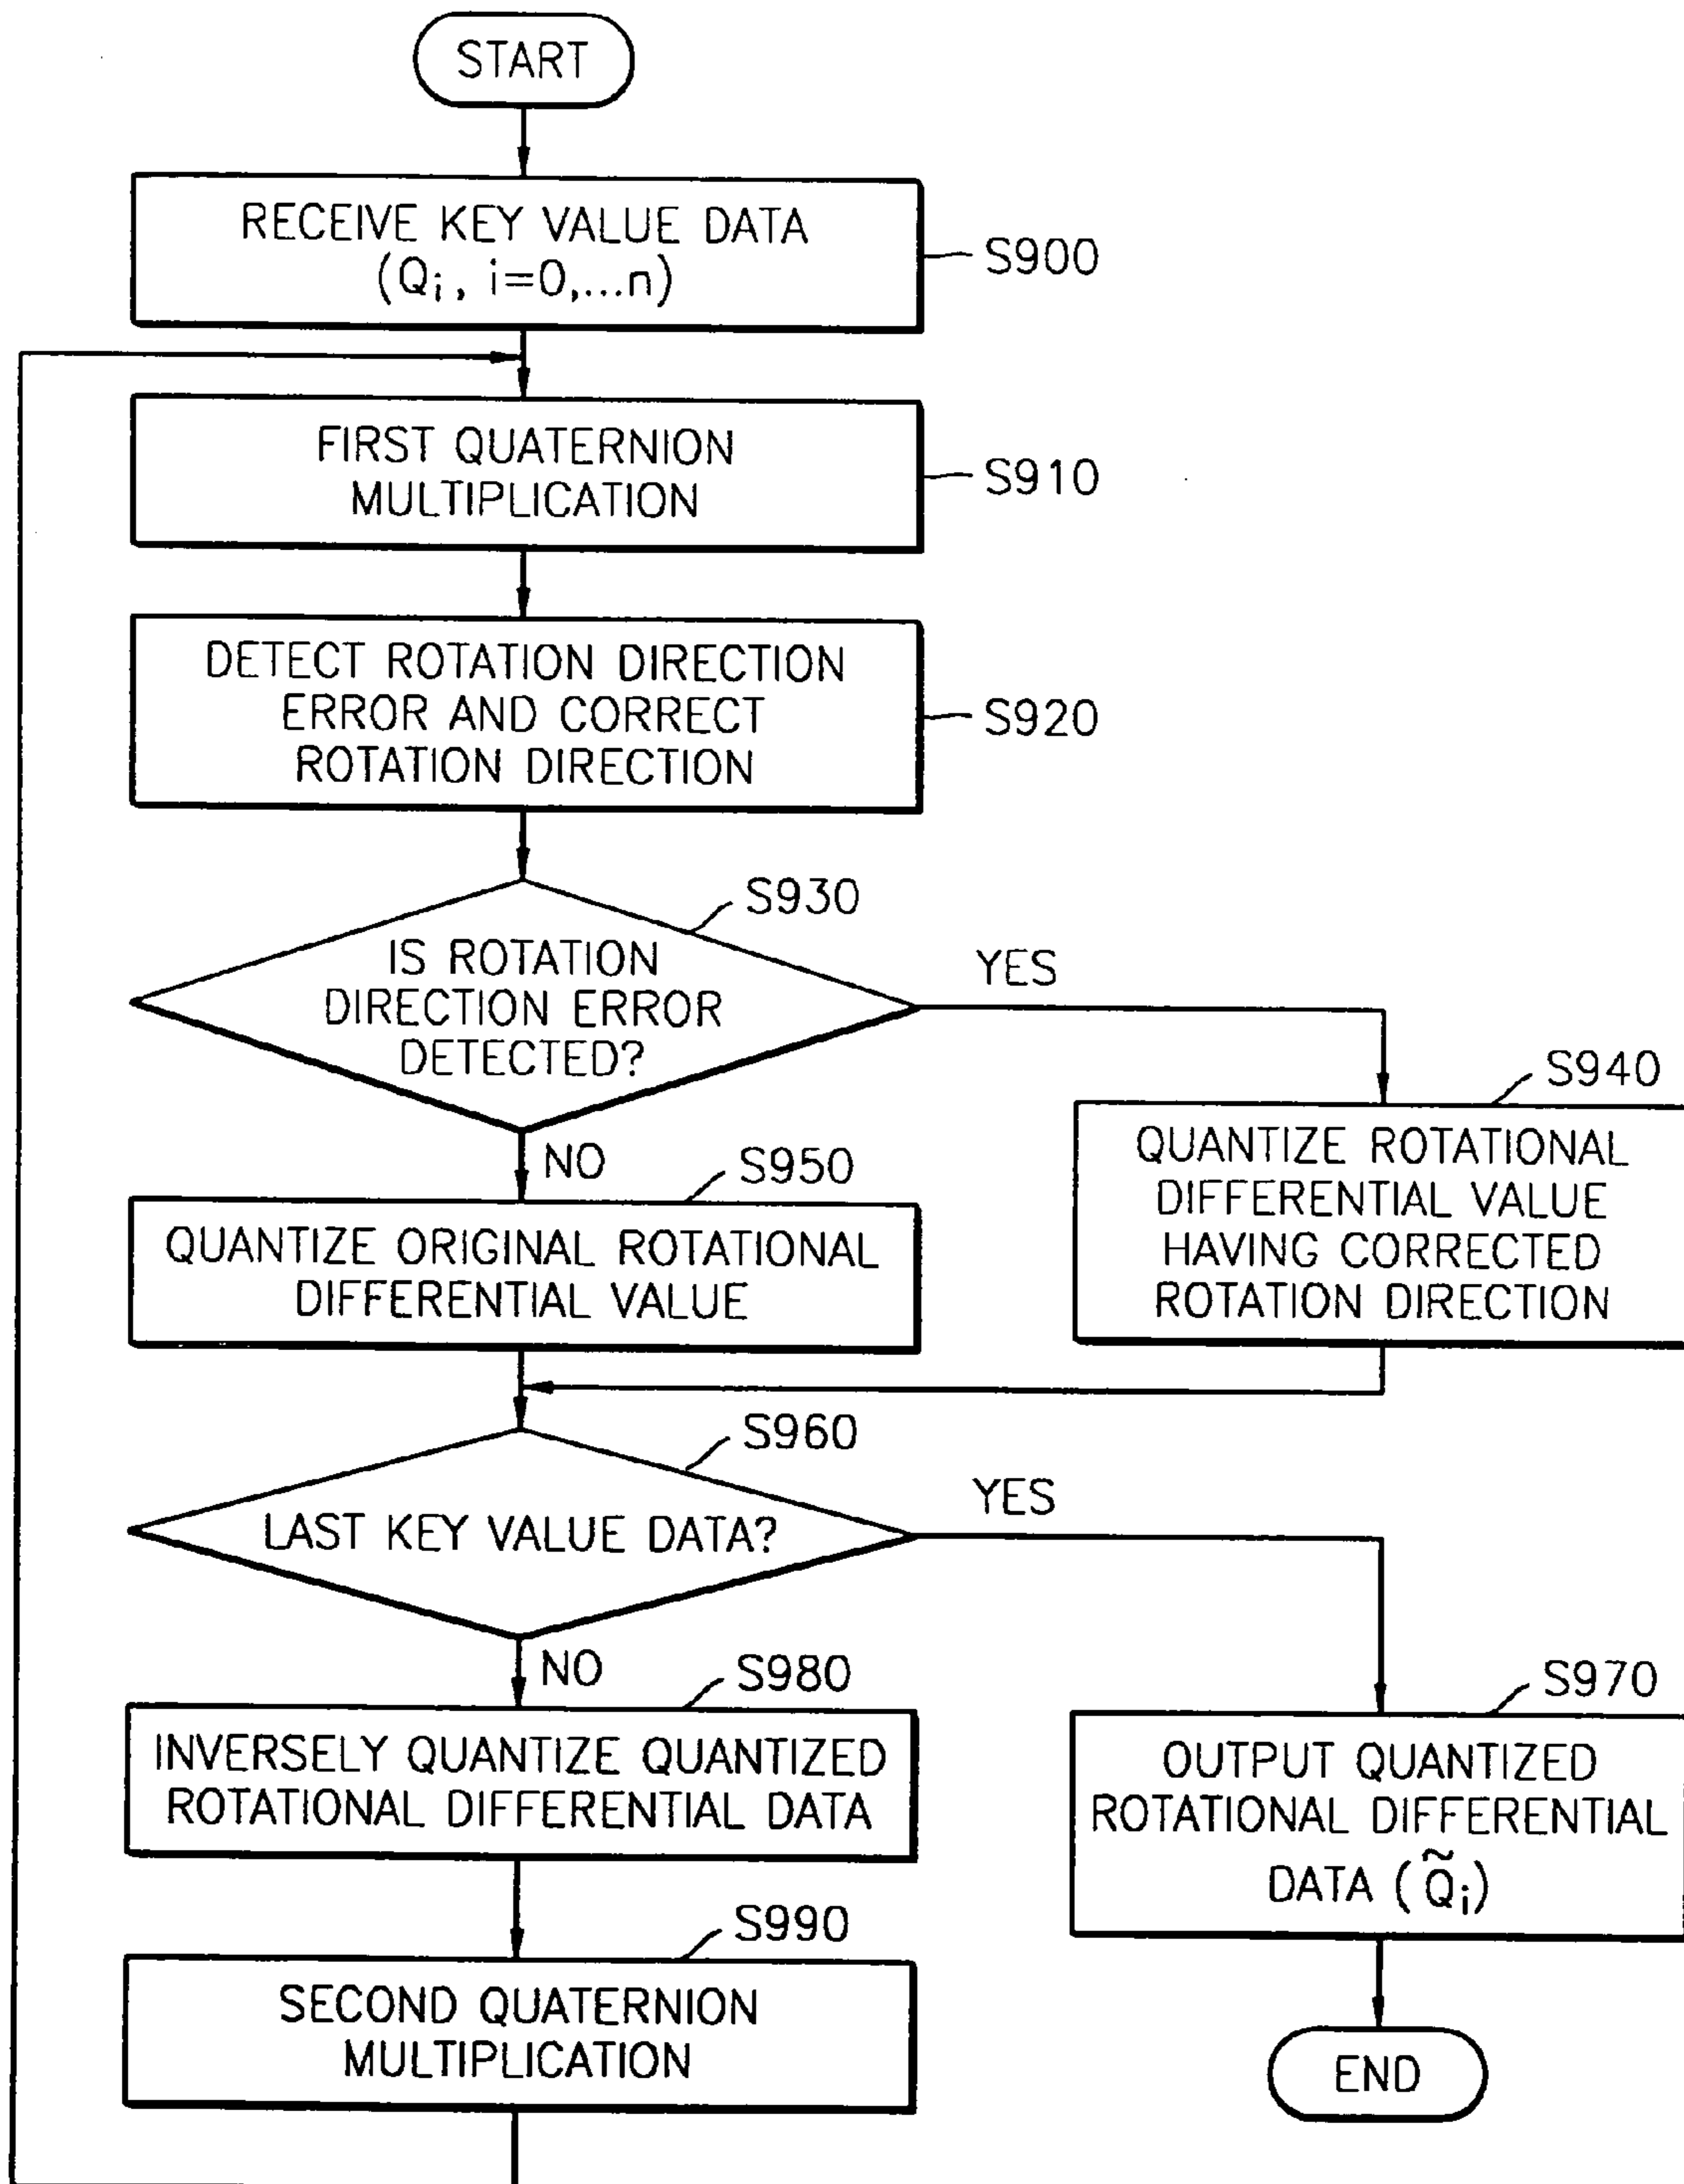 START
RECEIVE KEY VALUE DATA
(Qi, i=0,...n)
S900
FIRST QUATERNION
MULTIPLICATION
S910
DETECT ROTATION DIRECTION
ERROR AND CORRECT
ROTATION DIRECTION
S920
S930
IS ROTATION
DIRECTION ERROR
DETECTED?
YES
S940
QUANTIZE ROTATIONAL
DIFFERENTIAL VALUE
HAVING CORRECTED
ROTATION DIRECTION
NO
S950
QUANTIZE ORIGINAL ROTATIONAL
DIFFERENTIAL VALUE
S960
LAST KEY VALUE DATA?
YES
S970
OUTPUT QUANTIZED
ROTATIONAL DIFFERENTIAL
DATA (Q̃i)
NO
S980
INVERSELY QUANTIZE QUANTIZED
ROTATIONAL DIFFERENTIAL DATA
S990
SECOND QUATERNION
MULTIPLICATION
END